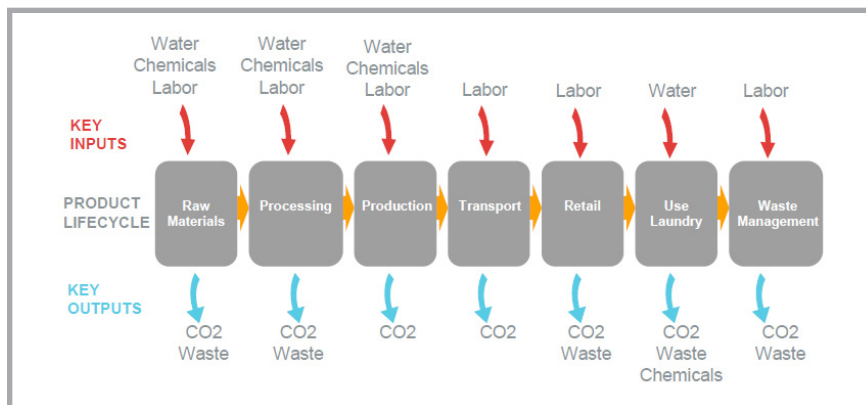 Water
Chemicals
Labor
Water
Chemicals
Labor
Water
Chemicals
Labor
Labor
Labor
Water
Labor
KEY
INPUTS
PRODUCT
LIFECYCLE
Raw
Materials
Processing
Production
Transport
Retail
Use
Laundry
Waste
Management
KEY
OUTPUTS
CO2
Waste
CO2
Waste
CO2
CO2
CO2
Waste
CO2
Waste
Chemicals
CO2
Waste